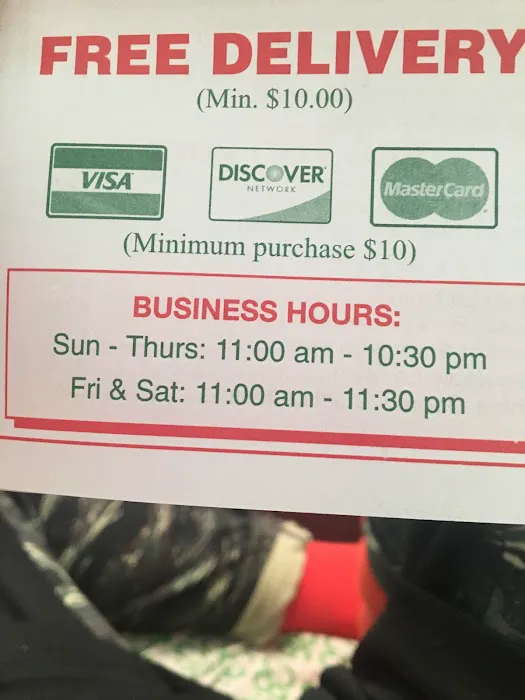 FREE DELIVERY
(Min. $10.00)
VISA DISCOVER MasterCard
NETWORK
(Minimum purchase $10)
BUSINESS HOURS:
Sun - Thurs: 11:00 am - 10:30 pm
Fri & Sat: 11:00 am - 11:30 pm